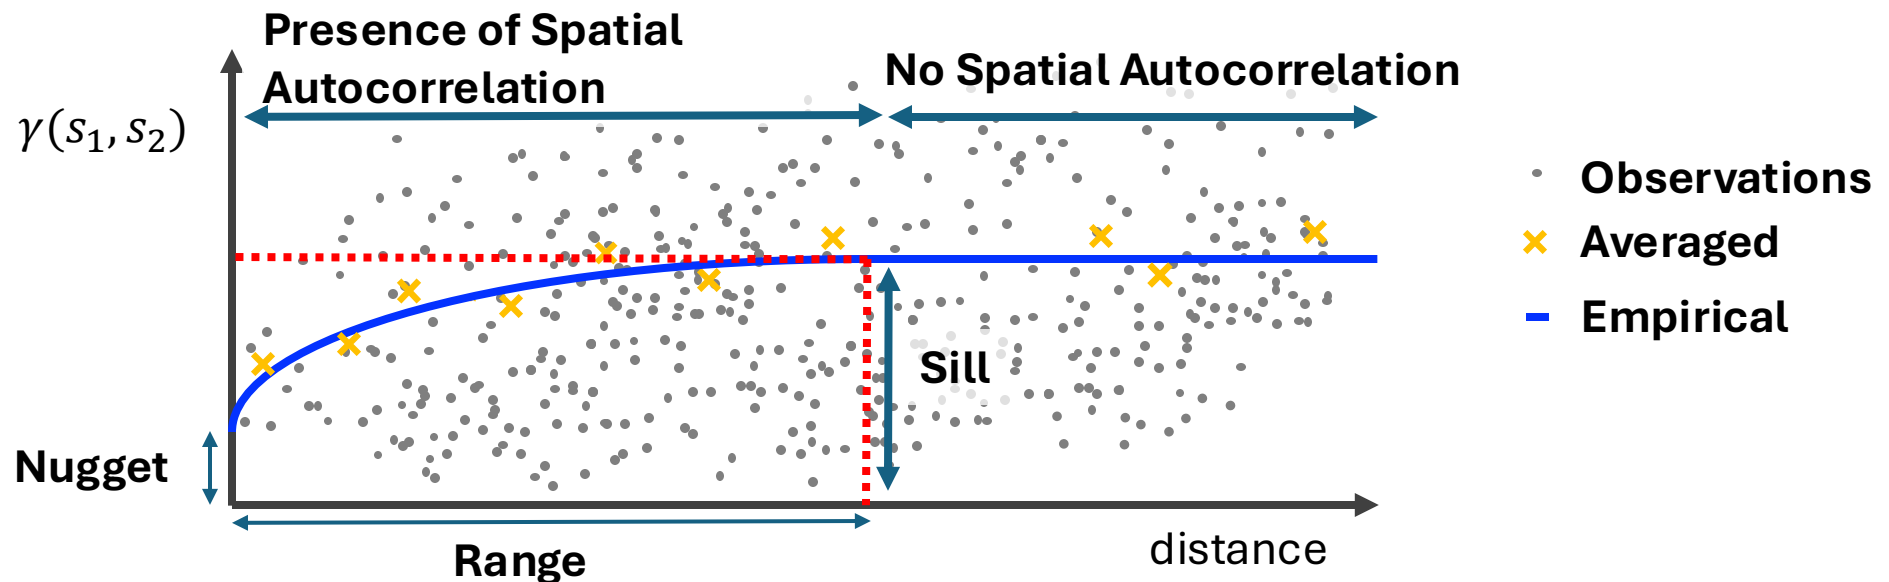 Presence of Spatial
Autocorrelation
No Spatial Autocorrelation
γ(s₁, s₂)
Observations
Averaged
Empirical
Sill
Nugget
Range
distance